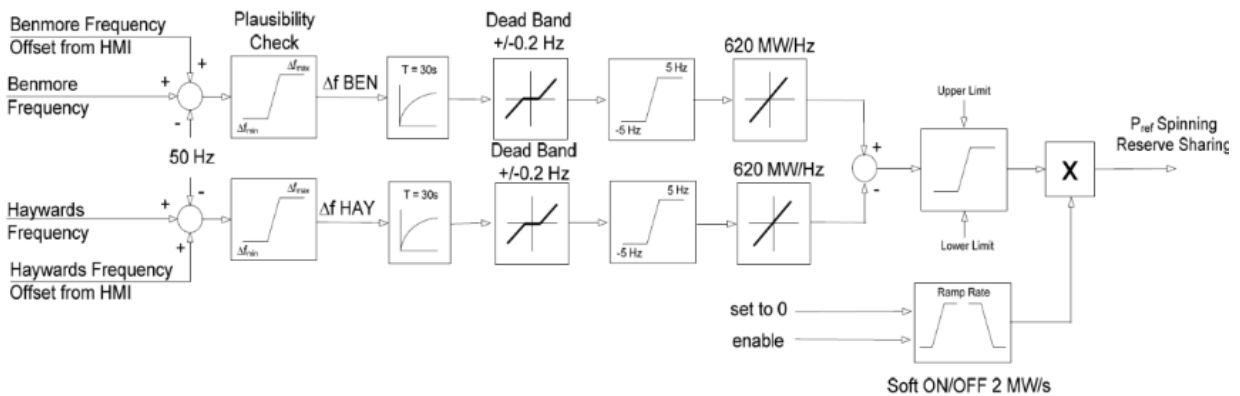 Benmore Frequency
Offset from HMI
Benmore
Frequency
50 Hz
Haywards
Frequency
Haywards Frequency
Offset from HMI
+
+
-
-
+
+
Plausibility
Check
Δfmax
Δfmin
Δf BEN
T = 30s
Dead Band
+/-0.2 Hz
5 Hz
-5 Hz
620 MW/Hz
Δfmax
Δfmin
Δf HAY
T = 30s
Dead Band
+/-0.2 Hz
5 Hz
-5 Hz
620 MW/Hz
+
-
Upper Limit
Lower Limit
X
Pref Spinning
Reserve Sharing
set to 0
enable
Ramp Rate
Soft ON/OFF 2 MW/s